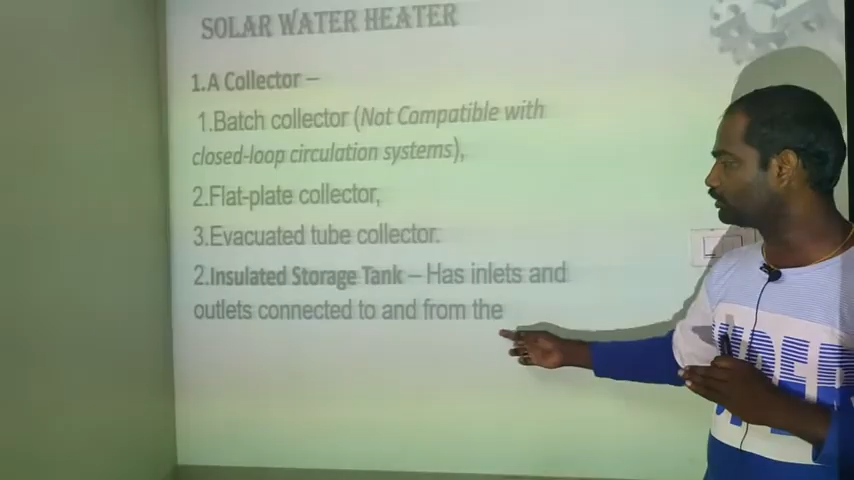 SOLAR WATER HEATER
1.A Collector –
1.Batch collector (Not Compatible with
closed-loop circulation systems),
2.Flat-plate collector,
3.Evacuated tube collector.
2.Insulated Storage Tank – Has inlets and
outlets connected to and from the